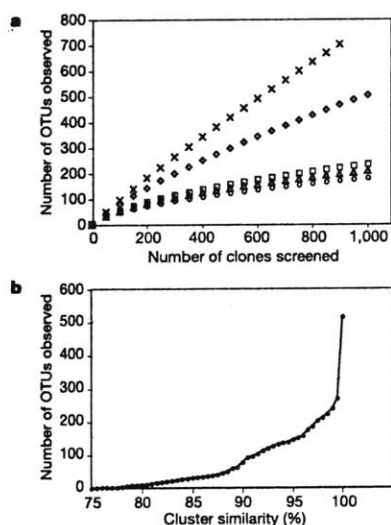 a
800
700
600
500
400
300
200
100
0
Number of OTUs observed
0 200 400 600 800 1,000
Number of clones screened
b
600
500
400
300
200
100
0
Number of OTUs observed
75 80 85 90 95 100
Cluster similarity (%)